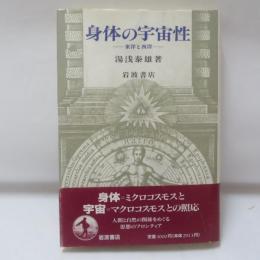 身体の宇宙性
東洋と西洋
湯浅泰雄著
岩波書店
身体=ミクロコスモスと
宇宙=マクロコスモスとの照応
人間と自然の関係をめぐる
思想のフロンティア
岩波書店